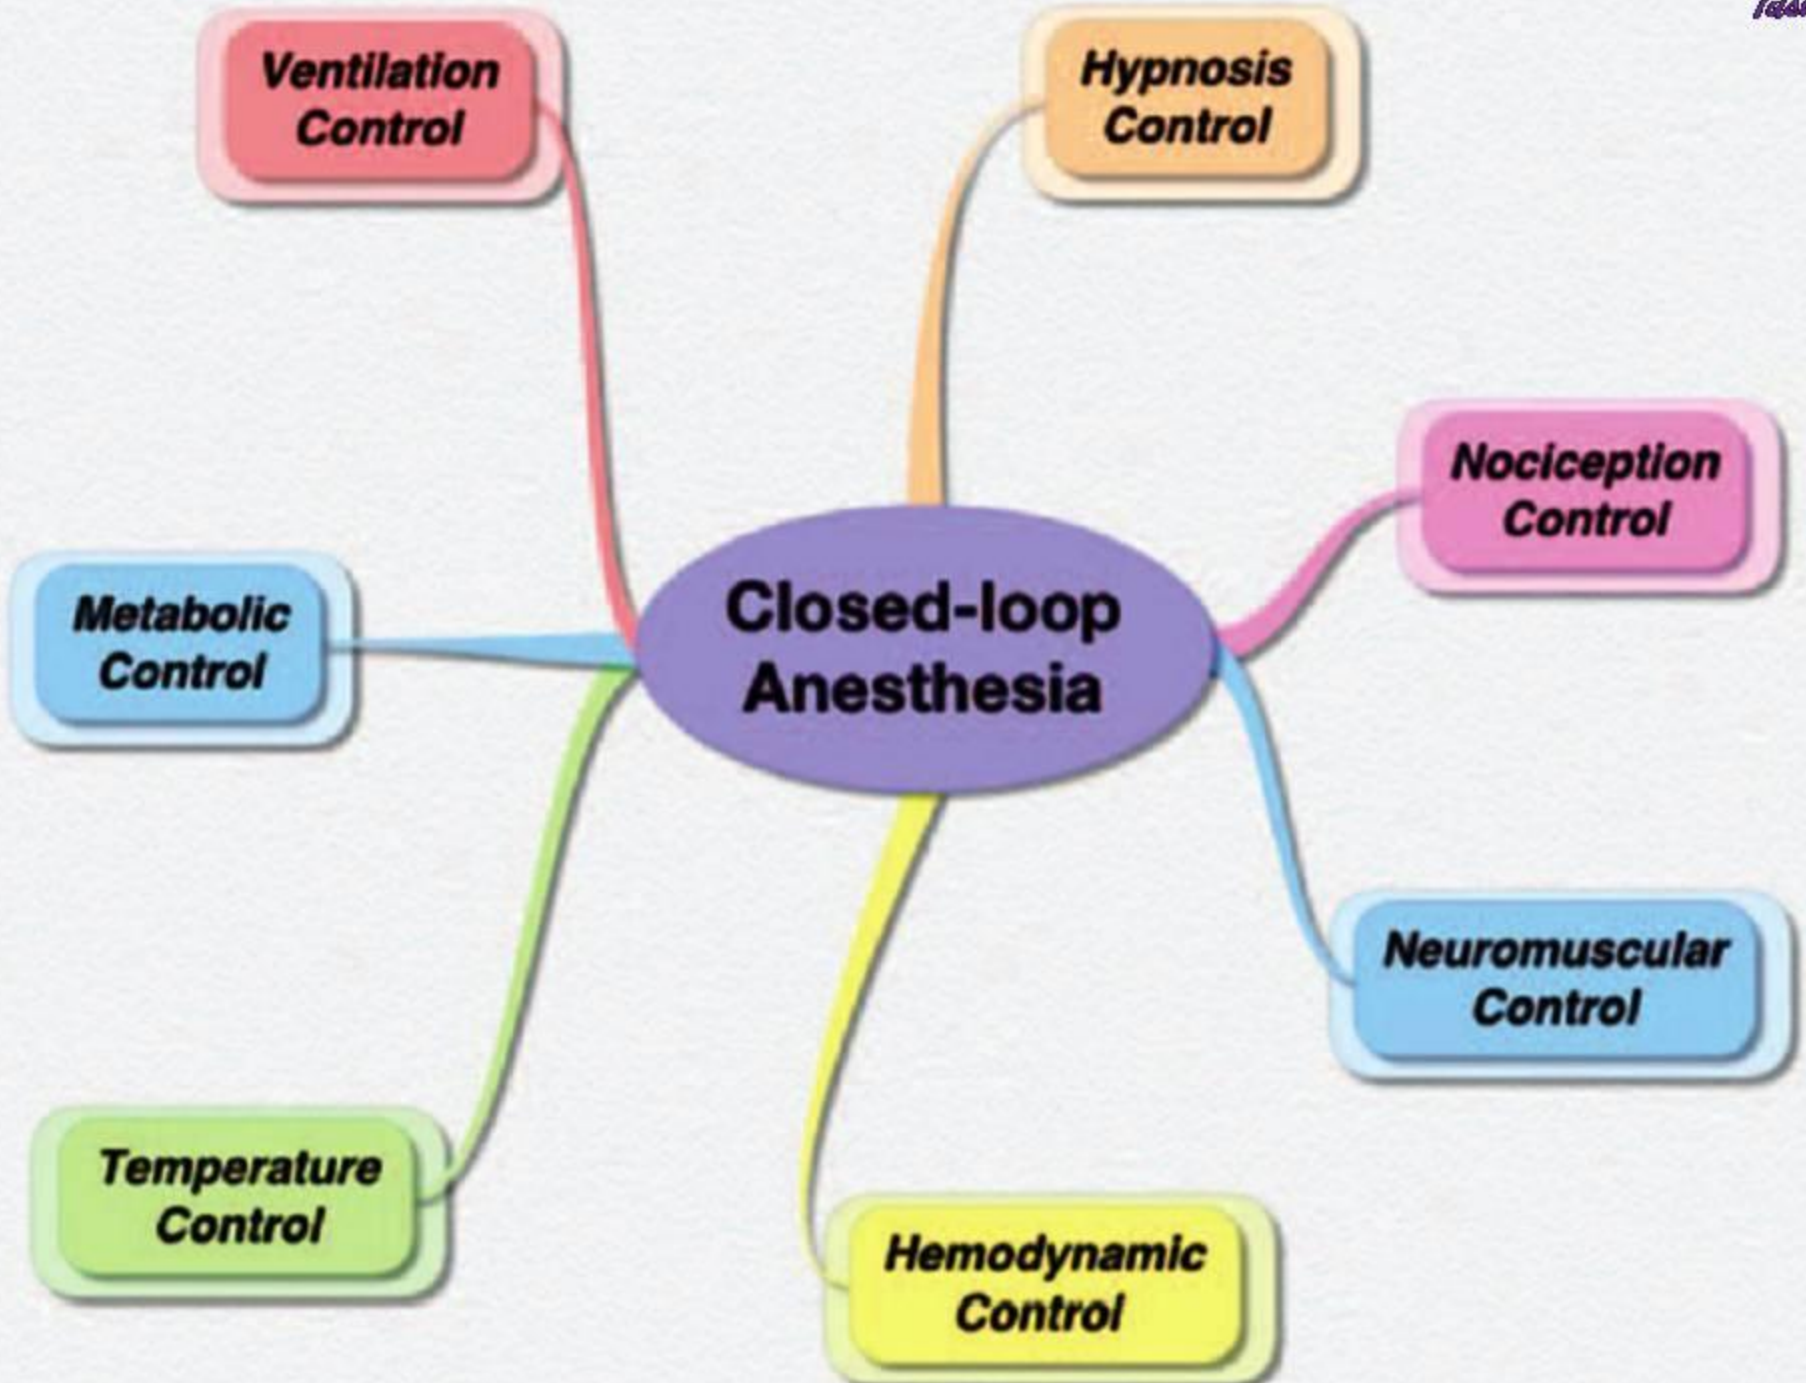 Ventilation
Control
Hypnosis
Control
Nociception
Control
Metabolic
Control
Closed-loop
Anesthesia
Neuromuscular
Control
Temperature
Control
Hemodynamic
Control